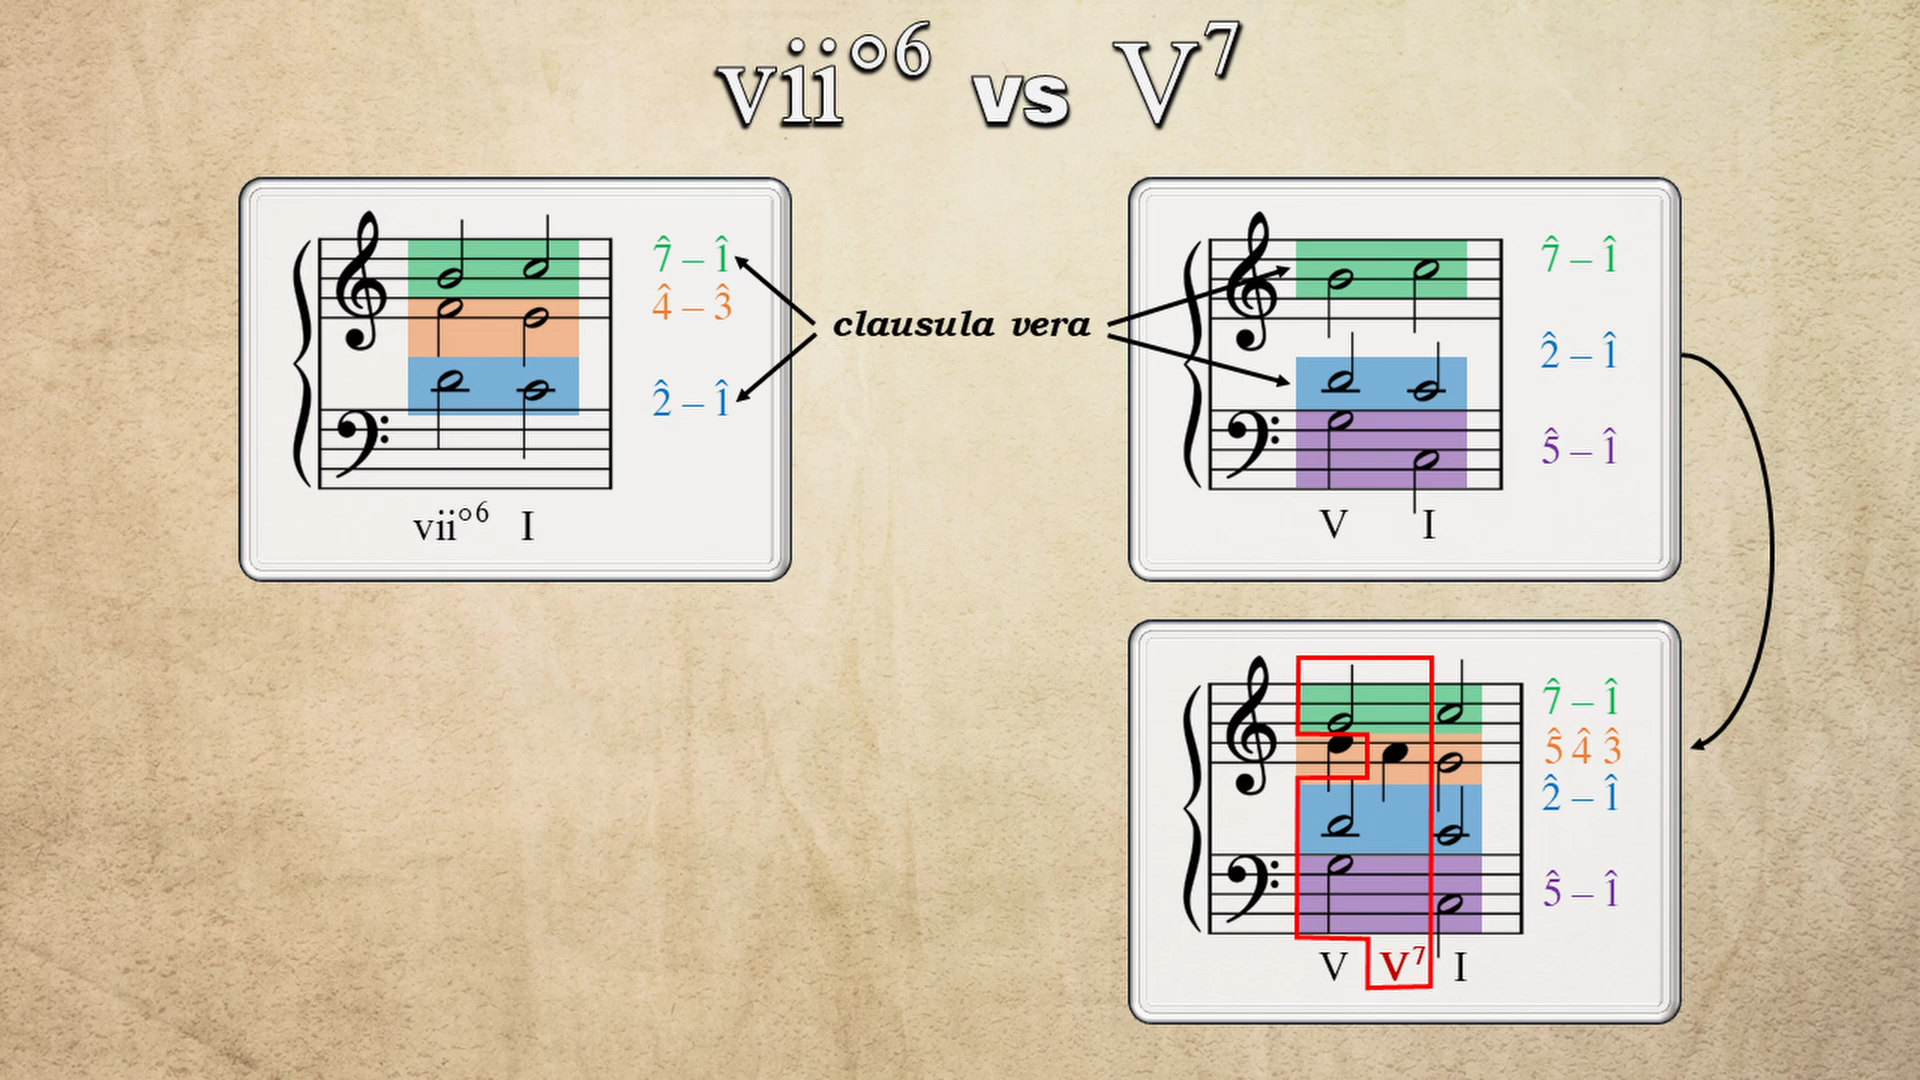 vii°⁶ vs V⁷
7̂ – 1̂
4̂ – 3̂
2̂ – 1̂
vii°⁶ I
clausula vera
7̂ – 1̂
2̂ – 1̂
5̂ – 1̂
V I
7̂ – 1̂
5̂ 4̂ 3̂
2̂ – 1̂
5̂ – 1̂
V V⁷ I